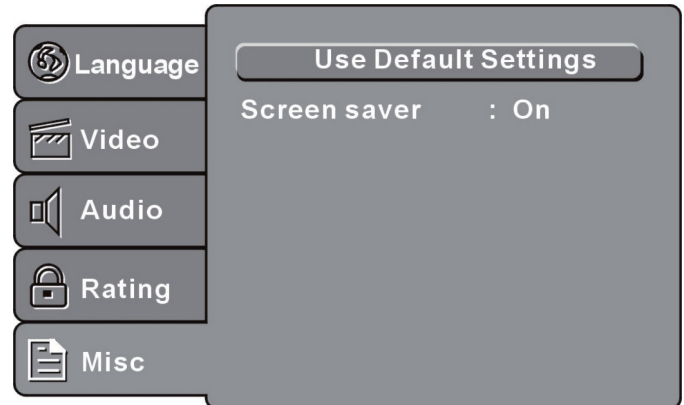 Language
Video
Audio
Rating
Misc
Use Default Settings
Screen saver : On